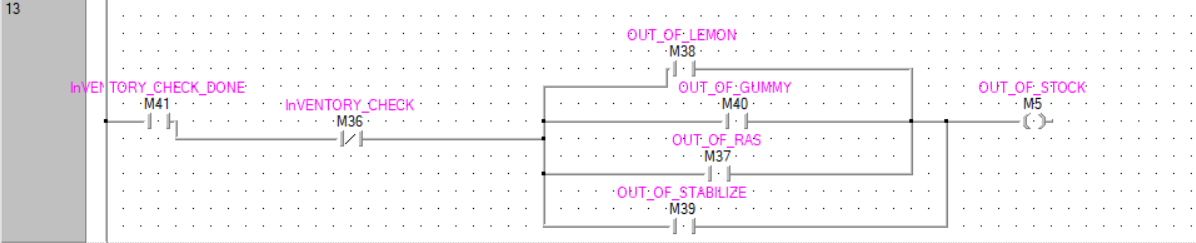 13
OUT_OF_LEMON
M38
InVENTORY_CHECK_DONE
OUT_OF_GUMMY
OUT_OF_STOCK
M41
InVENTORY_CHECK
M40
M5
M36
OUT_OF_RAS
M37
OUT_OF_STABILIZE
M39